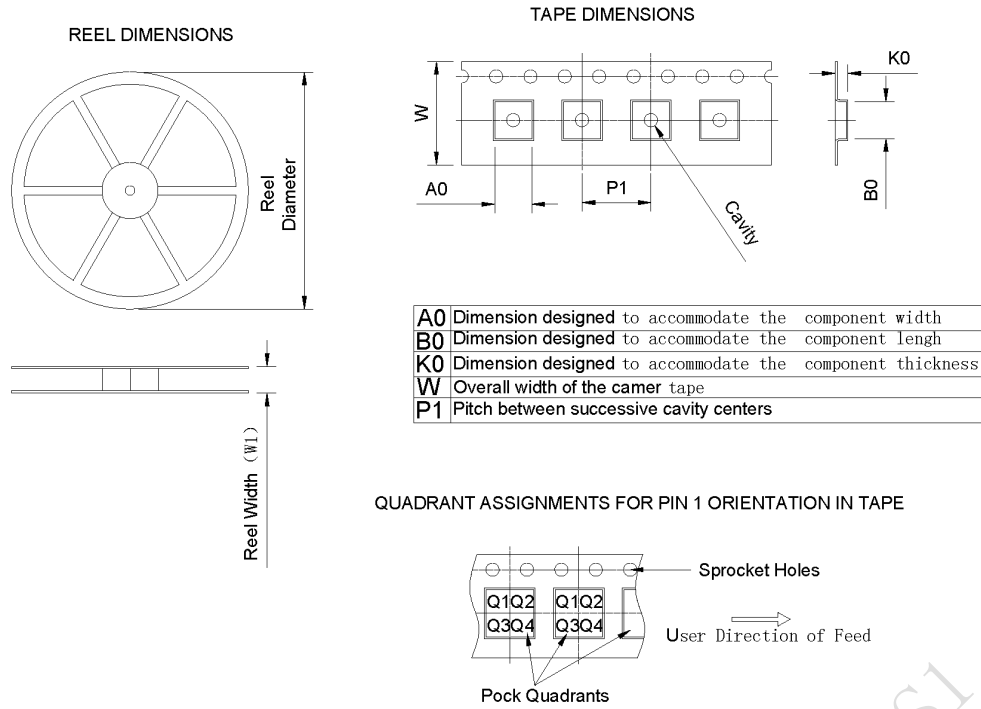 REEL DIMENSIONS
TAPE DIMENSIONS
Reel
Diameter
Reel Width (W1)
W
A0
P1
Cavity
K0
B0
A0 Dimension designed to accommodate the component width
B0 Dimension designed to accommodate the component lengh
K0 Dimension designed to accommodate the component thickness
W Overall width of the camer tape
P1 Pitch between successive cavity centers
QUADRANT ASSIGNMENTS FOR PIN 1 ORIENTATION IN TAPE
Sprocket Holes
Q1Q2 Q1Q2
Q3Q4 Q3Q4
User Direction of Feed
Pock Quadrants